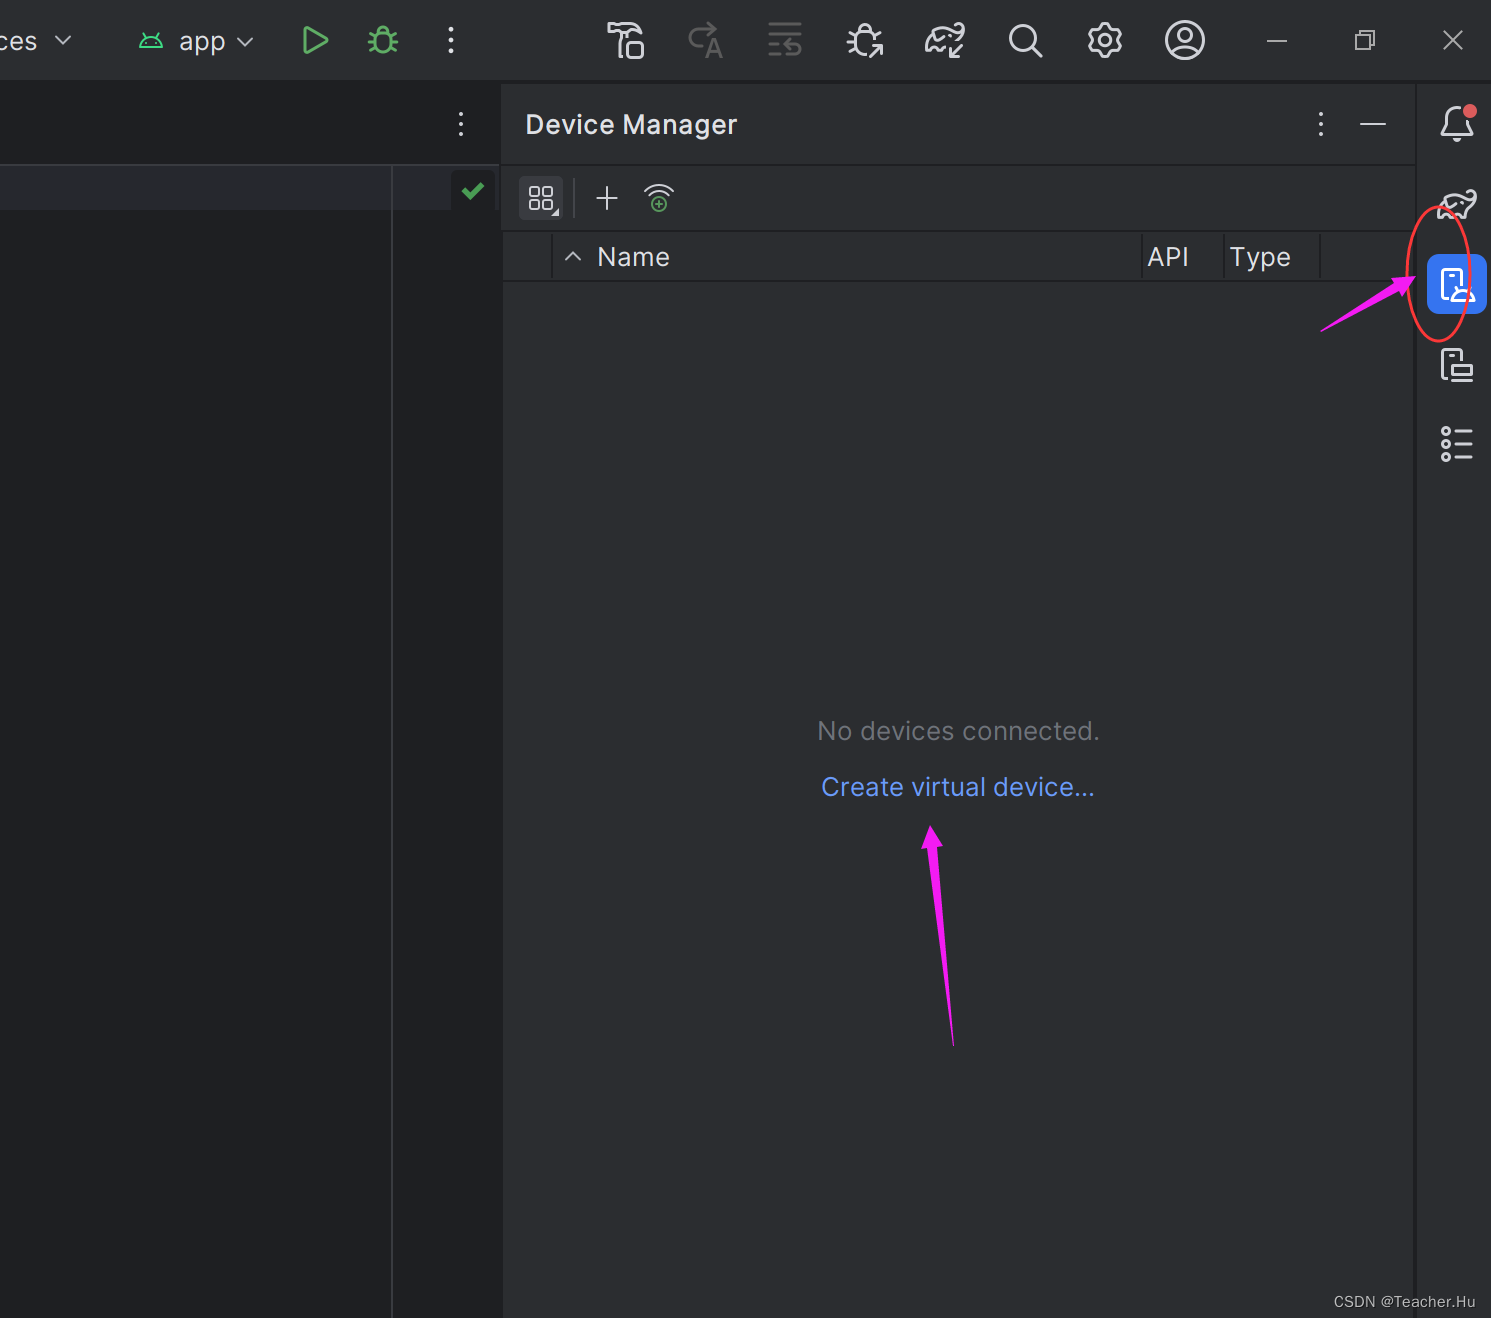 ces
app
Device Manager
Name API Type
No devices connected.
Create virtual device...
CSDN @Teacher.Hu